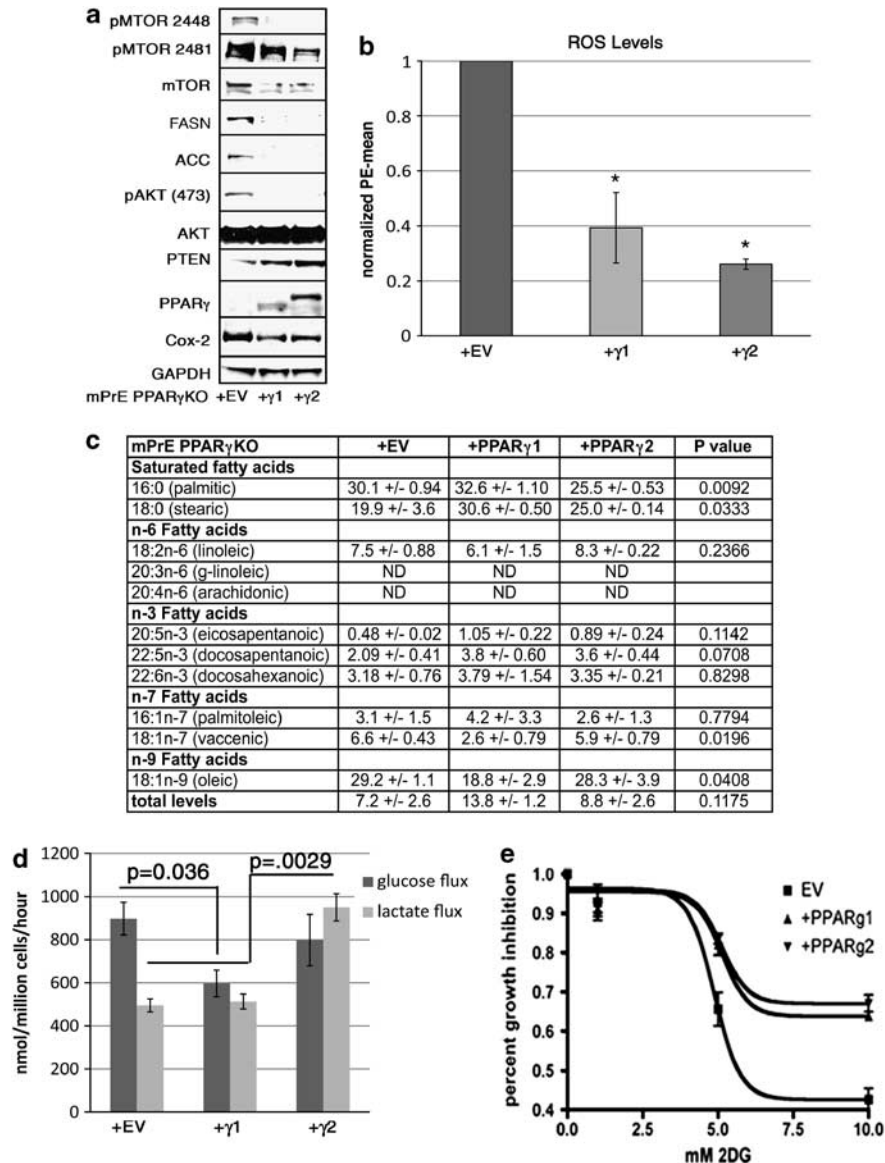 a
pMTOR 2448
pMTOR 2481
mTOR
FASN
ACC
pAKT (473)
AKT
PTEN
PPARγ
Cox-2
GAPDH
mPrE PPARγKO +EV +γ1 +γ2
b
ROS Levels
normalized PE-mean
1
0.8
0.6
0.4
0.2
0
*
*
+EV +γ1 +γ2
c
mPrE PPARγKO +EV +PPARγ1 +PPARγ2 P value
Saturated fatty acids
16:0 (palmitic) 30.1 +/- 0.94 32.6 +/- 1.10 25.5 +/- 0.53 0.0092
18:0 (stearic) 19.9 +/- 3.6 30.6 +/- 0.50 25.0 +/- 0.14 0.0333
n-6 Fatty acids
18:2n-6 (linoleic) 7.5 +/- 0.88 6.1 +/- 1.5 8.3 +/- 0.22 0.2366
20:3n-6 (g-linoleic) ND ND ND
20:4n-6 (arachidonic) ND ND ND
n-3 Fatty acids
20:5n-3 (eicosapentanoic) 0.48 +/- 0.02 1.05 +/- 0.22 0.89 +/- 0.24 0.1142
22:5n-3 (docosapentanoic) 2.09 +/- 0.41 3.8 +/- 0.60 3.6 +/- 0.44 0.0708
22:6n-3 (docosahexanoic) 3.18 +/- 0.76 3.79 +/- 1.54 3.35 +/- 0.21 0.8298
n-7 Fatty acids
16:1n-7 (palmitoleic) 3.1 +/- 1.5 4.2 +/- 3.3 2.6 +/- 1.3 0.7794
18:1n-7 (vaccenic) 6.6 +/- 0.43 2.6 +/- 0.79 5.9 +/- 0.79 0.0196
n-9 Fatty acids
18:1n-9 (oleic) 29.2 +/- 1.1 18.8 +/- 2.9 28.3 +/- 3.9 0.0408
total levels 7.2 +/- 2.6 13.8 +/- 1.2 8.8 +/- 2.6 0.1175
d
nmol/million cells/hour
1200
1000
800
600
400
200
0
p=0.036
p=.0029
glucose flux
lactate flux
+EV +γ1 +γ2
e
percent growth inhibition
1.0
0.9
0.8
0.7
0.6
0.5
0.4
EV
+PPARg1
+PPARg2
0.0 2.5 5.0 7.5 10.0
mM 2DG